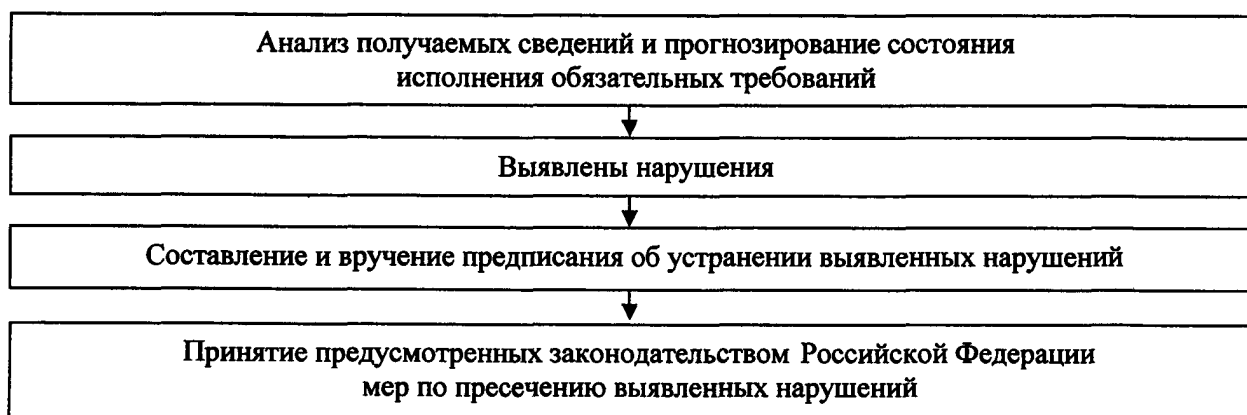 Анализ получаемых сведений и прогнозирование состояния
исполнения обязательных требований
Выявлены нарушения
Составление и вручение предписания об устранении выявленных нарушений
Принятие предусмотренных законодательством Российской Федерации
мер по пресечению выявленных нарушений